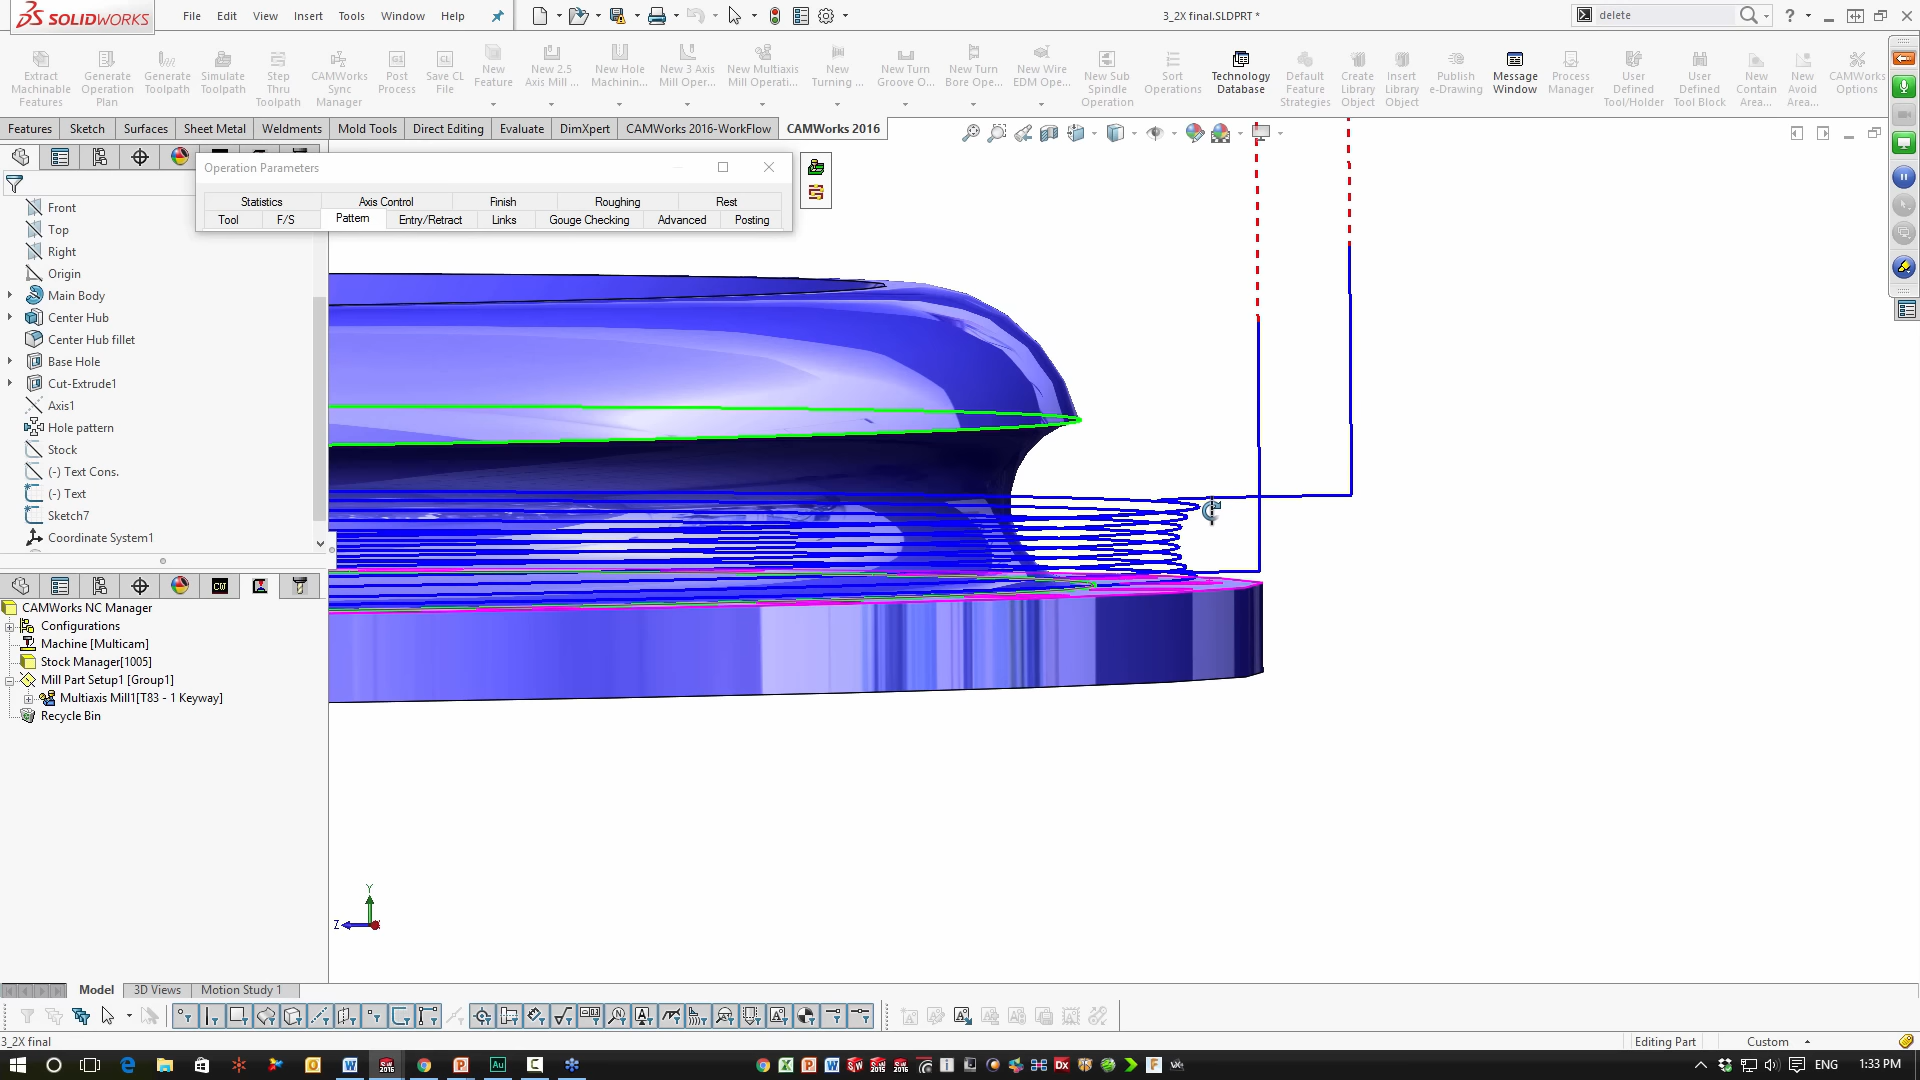 SOLIDWORKS
File Edit View Insert Tools Window Help
3_2X final.SLDPRT *
delete
Extract Machinable Features
Generate Operation Plan
Generate Toolpath
Simulate Toolpath
Step Thru Toolpath
CAMWorks Sync Manager
Post Process
Save CL File
New Feature
New 2.5 Axis Mill ...
New Hole Machinin...
New 3 Axis Mill Oper...
New Multiaxis Mill Operati...
New Turning ...
New Turn Groove O...
New Turn Bore Ope...
New Wire EDM Ope...
New Sub Spindle Operation
Sort Operations
Technology Database
Default Feature Strategies
Create Library Object
Insert Library Object
Publish e-Drawing
Message Window
Process Manager
User Defined Tool/Holder
User Defined Tool Block
New Contain Area...
New Avoid Area...
CAMWorks Options
Features Sketch Surfaces Sheet Metal Weldments Mold Tools Direct Editing Evaluate DimXpert CAMWorks 2016-WorkFlow CAMWorks 2016
Operation Parameters
Statistics Axis Control Finish Roughing Rest
Tool F/S Pattern Entry/Retract Links Gouge Checking Advanced Posting
Front
Top
Right
Origin
Main Body
Center Hub
Center Hub fillet
Base Hole
Cut-Extrude1
Axis1
Hole pattern
Stock
(-) Text Cons.
(-) Text
Sketch7
Coordinate System1
CAMWorks NC Manager
Configurations
Machine [Multicam]
Stock Manager[1005]
Mill Part Setup1 [Group1]
Multiaxis Mill1[T83 - 1 Keyway]
Recycle Bin
Y
Z
Model 3D Views Motion Study 1
3_2X final
Editing Part Custom
ENG 1:33 PM